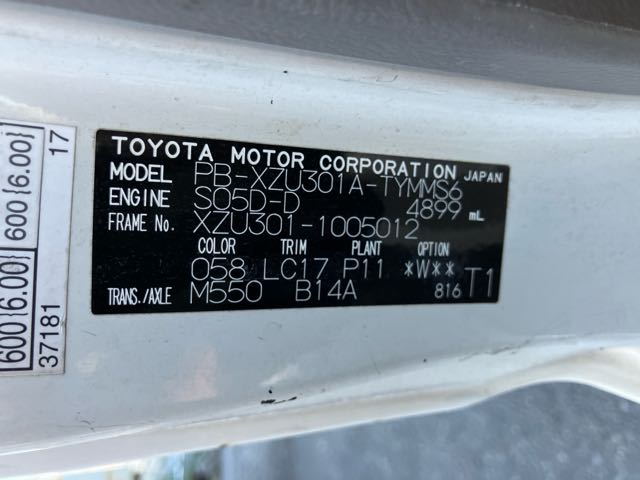 TOYOTA MOTOR CORPORATION JAPAN
MODEL PB-XZU301A-TYMMS6
ENGINE S05D-D 4899 mL
FRAME No. XZU301-1005012
COLOR TRIM PLANT OPTION
058 LC17 P11 *W**
TRANS./AXLE M550 B14A 816 T1
600(6.00) 600(6.00)
37181 17